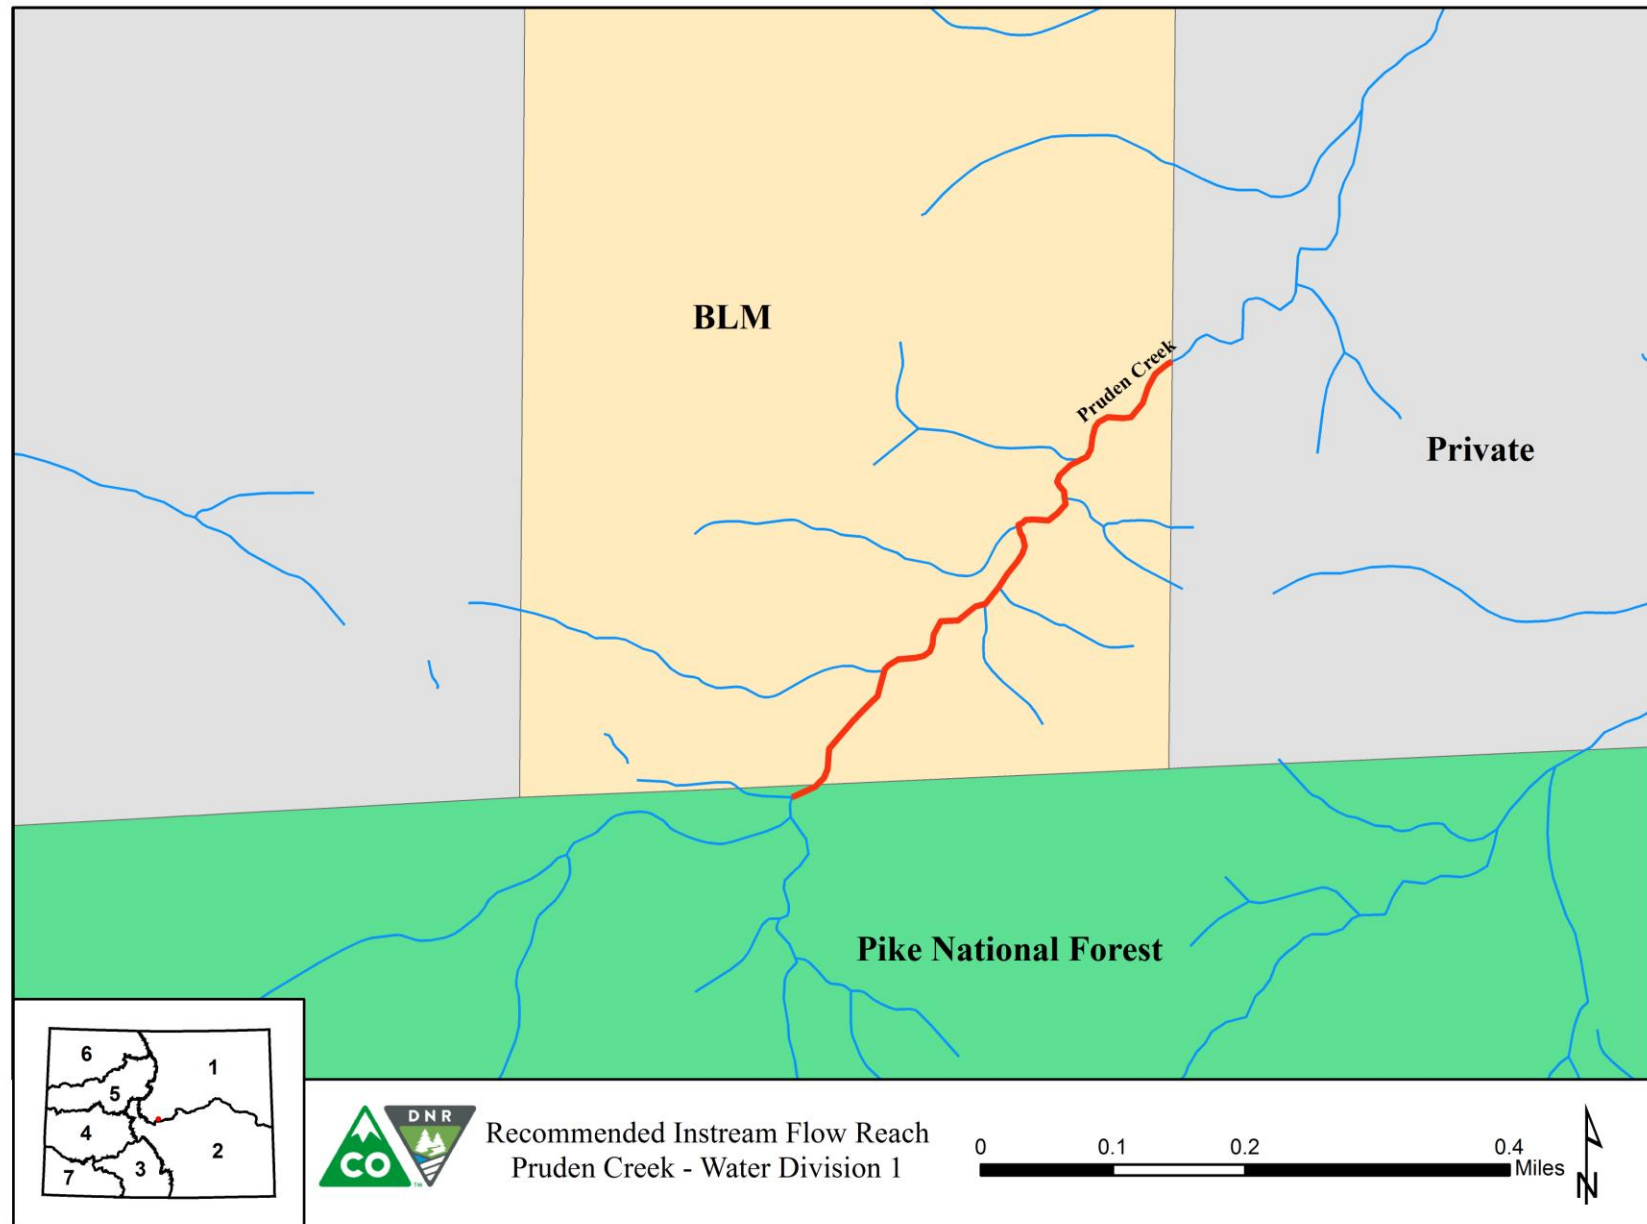 BLM
Pruden Creek
Private
Pike National Forest
6
1
5
4
2
3
7
CO
TM
DNR
Recommended Instream Flow Reach
Pruden Creek - Water Division 1
0 0.1 0.2 0.4
Miles
N